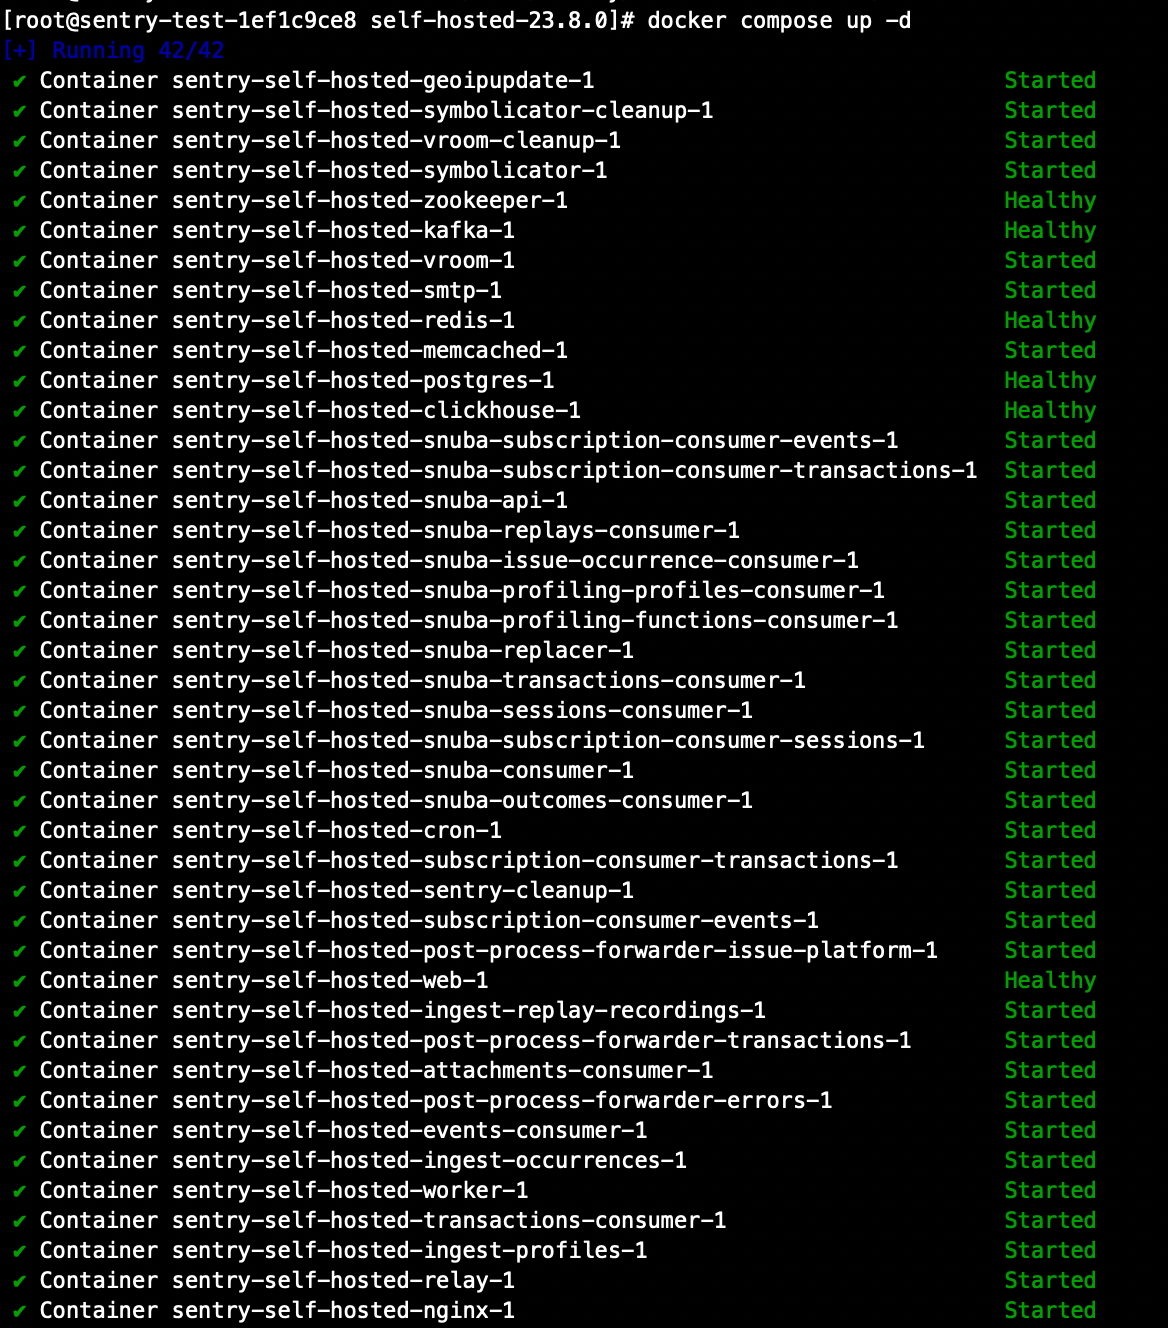 [root@sentry-test-1ef1c9ce8 self-hosted-23.8.0]# docker compose up -d
[+] Running 42/42
✔ Container sentry-self-hosted-geoipupdate-1 Started
✔ Container sentry-self-hosted-symbolicator-cleanup-1 Started
✔ Container sentry-self-hosted-vroom-cleanup-1 Started
✔ Container sentry-self-hosted-symbolicator-1 Started
✔ Container sentry-self-hosted-zookeeper-1 Healthy
✔ Container sentry-self-hosted-kafka-1 Healthy
✔ Container sentry-self-hosted-vroom-1 Started
✔ Container sentry-self-hosted-smtp-1 Started
✔ Container sentry-self-hosted-redis-1 Healthy
✔ Container sentry-self-hosted-memcached-1 Started
✔ Container sentry-self-hosted-postgres-1 Healthy
✔ Container sentry-self-hosted-clickhouse-1 Healthy
✔ Container sentry-self-hosted-snuba-subscription-consumer-events-1 Started
✔ Container sentry-self-hosted-snuba-subscription-consumer-transactions-1 Started
✔ Container sentry-self-hosted-snuba-api-1 Started
✔ Container sentry-self-hosted-snuba-replays-consumer-1 Started
✔ Container sentry-self-hosted-snuba-issue-occurrence-consumer-1 Started
✔ Container sentry-self-hosted-snuba-profiling-profiles-consumer-1 Started
✔ Container sentry-self-hosted-snuba-profiling-functions-consumer-1 Started
✔ Container sentry-self-hosted-snuba-replacer-1 Started
✔ Container sentry-self-hosted-snuba-transactions-consumer-1 Started
✔ Container sentry-self-hosted-snuba-sessions-consumer-1 Started
✔ Container sentry-self-hosted-snuba-subscription-consumer-sessions-1 Started
✔ Container sentry-self-hosted-snuba-consumer-1 Started
✔ Container sentry-self-hosted-snuba-outcomes-consumer-1 Started
✔ Container sentry-self-hosted-cron-1 Started
✔ Container sentry-self-hosted-subscription-consumer-transactions-1 Started
✔ Container sentry-self-hosted-sentry-cleanup-1 Started
✔ Container sentry-self-hosted-subscription-consumer-events-1 Started
✔ Container sentry-self-hosted-post-process-forwarder-issue-platform-1 Started
✔ Container sentry-self-hosted-web-1 Healthy
✔ Container sentry-self-hosted-ingest-replay-recordings-1 Started
✔ Container sentry-self-hosted-post-process-forwarder-transactions-1 Started
✔ Container sentry-self-hosted-attachments-consumer-1 Started
✔ Container sentry-self-hosted-post-process-forwarder-errors-1 Started
✔ Container sentry-self-hosted-events-consumer-1 Started
✔ Container sentry-self-hosted-ingest-occurrences-1 Started
✔ Container sentry-self-hosted-worker-1 Started
✔ Container sentry-self-hosted-transactions-consumer-1 Started
✔ Container sentry-self-hosted-ingest-profiles-1 Started
✔ Container sentry-self-hosted-relay-1 Started
✔ Container sentry-self-hosted-nginx-1 Started